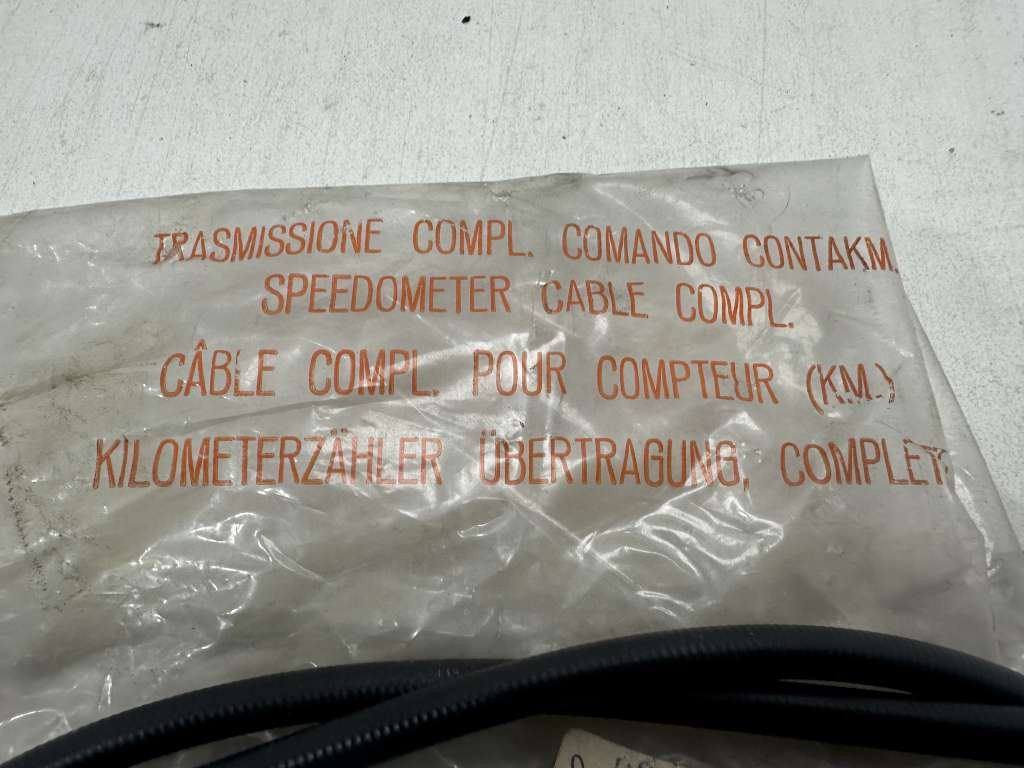 TRASMISSIONE COMPL. COMANDO CONTAKM.
SPEEDOMETER CABLE COMPL.
CÂBLE COMPL. POUR COMPTEUR (KM.)
KILOMETERZÄHLER ÜBERTRAGUNG, COMPLET